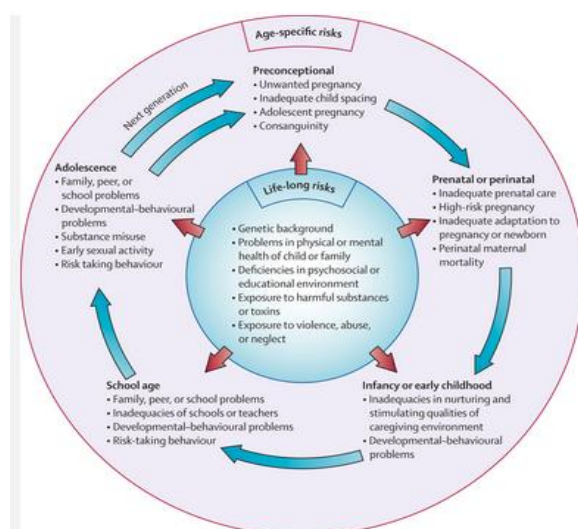 Age-specific risks
Preconceptional
• Unwanted pregnancy
• Inadequate child spacing
• Adolescent pregnancy
• Consanguinity
Next generation
Adolescence
• Family, peer, or
school problems
• Developmental–behavioural
problems
• Substance misuse
• Early sexual activity
• Risk taking behaviour
Prenatal or perinatal
• Inadequate prenatal care
• High-risk pregnancy
• Inadequate adaptation to
pregnancy or newborn
• Perinatal maternal
mortality
Life-long risks
• Genetic background
• Problems in physical or mental
health of child or family
• Deficiencies in psychosocial or
educational environment
• Exposure to harmful substances
or toxins
• Exposure to violence, abuse,
or neglect
School age
• Family, peer, or school problems
• Inadequacies of schools or teachers
• Developmental–behavioural problems
• Risk-taking behaviour
Infancy or early childhood
• Inadequacies in nurturing and
stimulating qualities of
caregiving environment
• Developmental–behavioural
problems